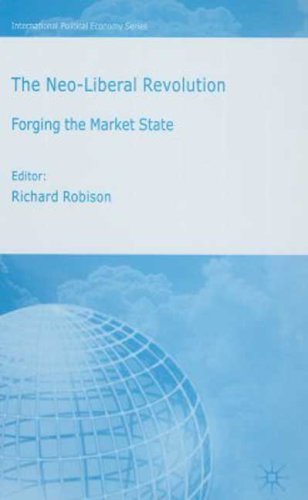 International Political Economy Series
The Neo-Liberal Revolution
Forging the Market State
Editor:
Richard Robison